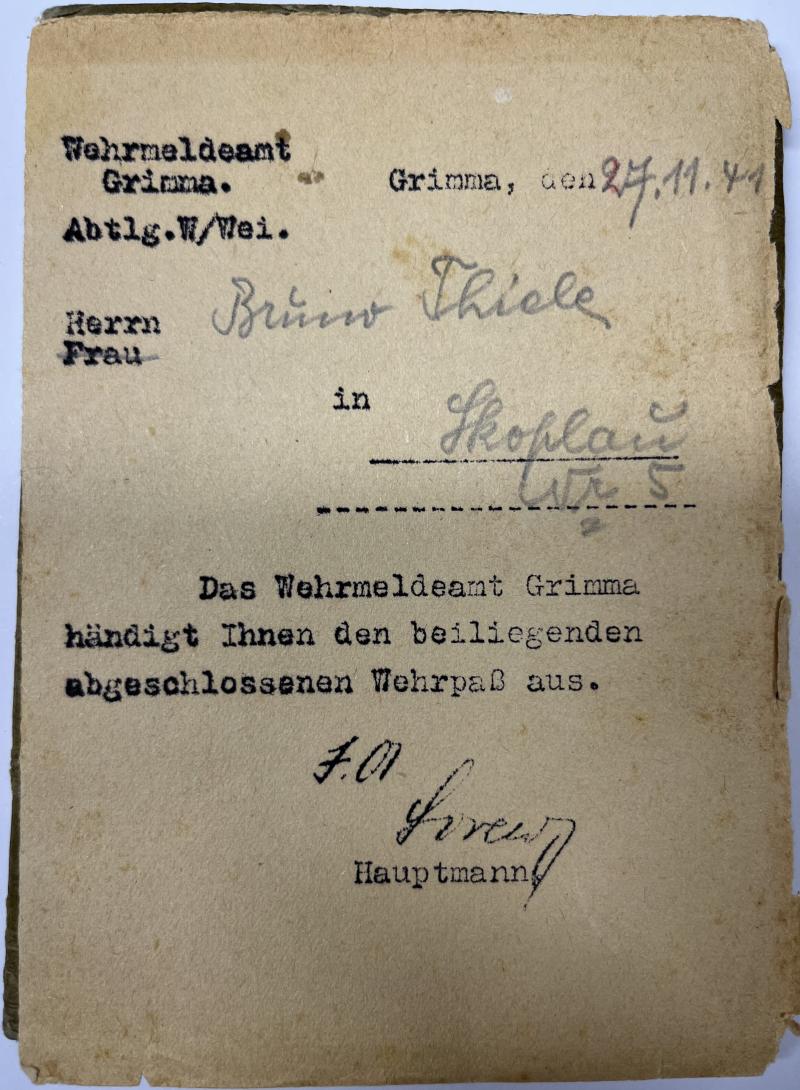 Wehrmeldeamt
Grimma.
Grimma, den 27.11.41
Abtlg.W/Wei.
Herrn Bruno Thiele
Frau
in Skoplau
Nr 5
Das Wehrmeldeamt Grimma
händigt Ihnen den beiliegenden
abgeschlossenen Wehrpaß aus.
I.A
Hauptmann.